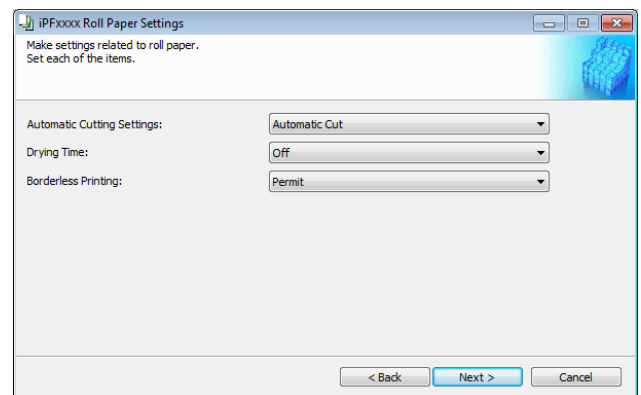 iPFxxxx Roll Paper Settings
Make settings related to roll paper.
Set each of the items.
Automatic Cutting Settings: Automatic Cut
Drying Time: Off
Borderless Printing: Permit
< Back Next > Cancel